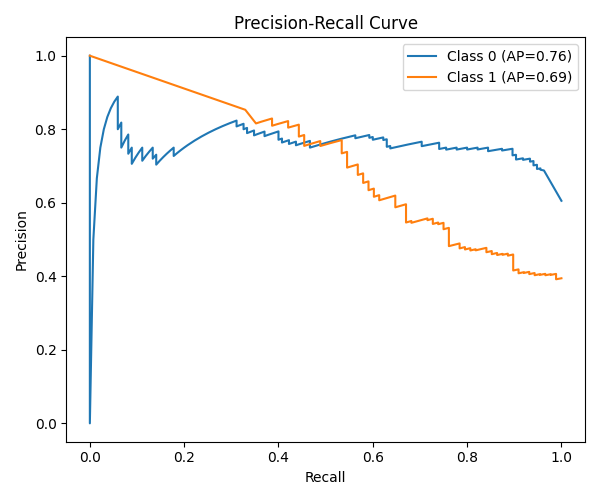 Precision-Recall Curve
Class 0 (AP=0.76)
Class 1 (AP=0.69)
Precision
1.0
0.8
0.6
0.4
0.2
0.0
0.0 0.2 0.4 0.6 0.8 1.0
Recall